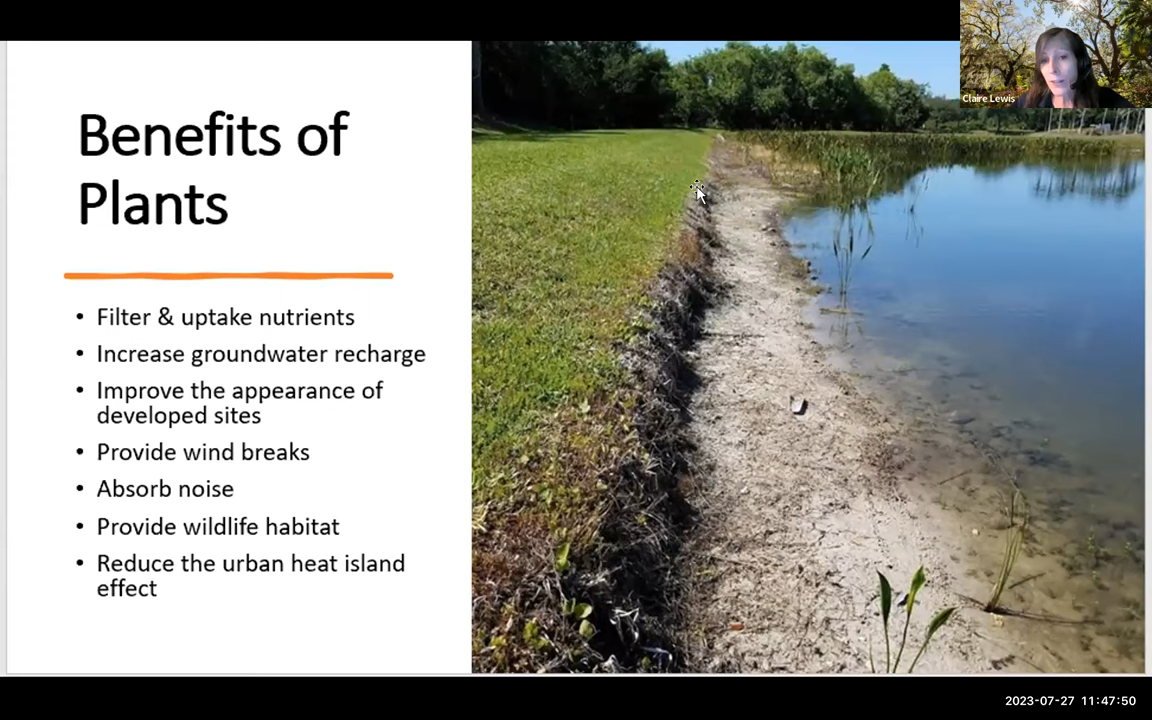 Claire Lewis
Benefits of
Plants
• Filter & uptake nutrients
• Increase groundwater recharge
• Improve the appearance of
developed sites
• Provide wind breaks
• Absorb noise
• Provide wildlife habitat
• Reduce the urban heat island
effect
2023-07-27 11:47:50